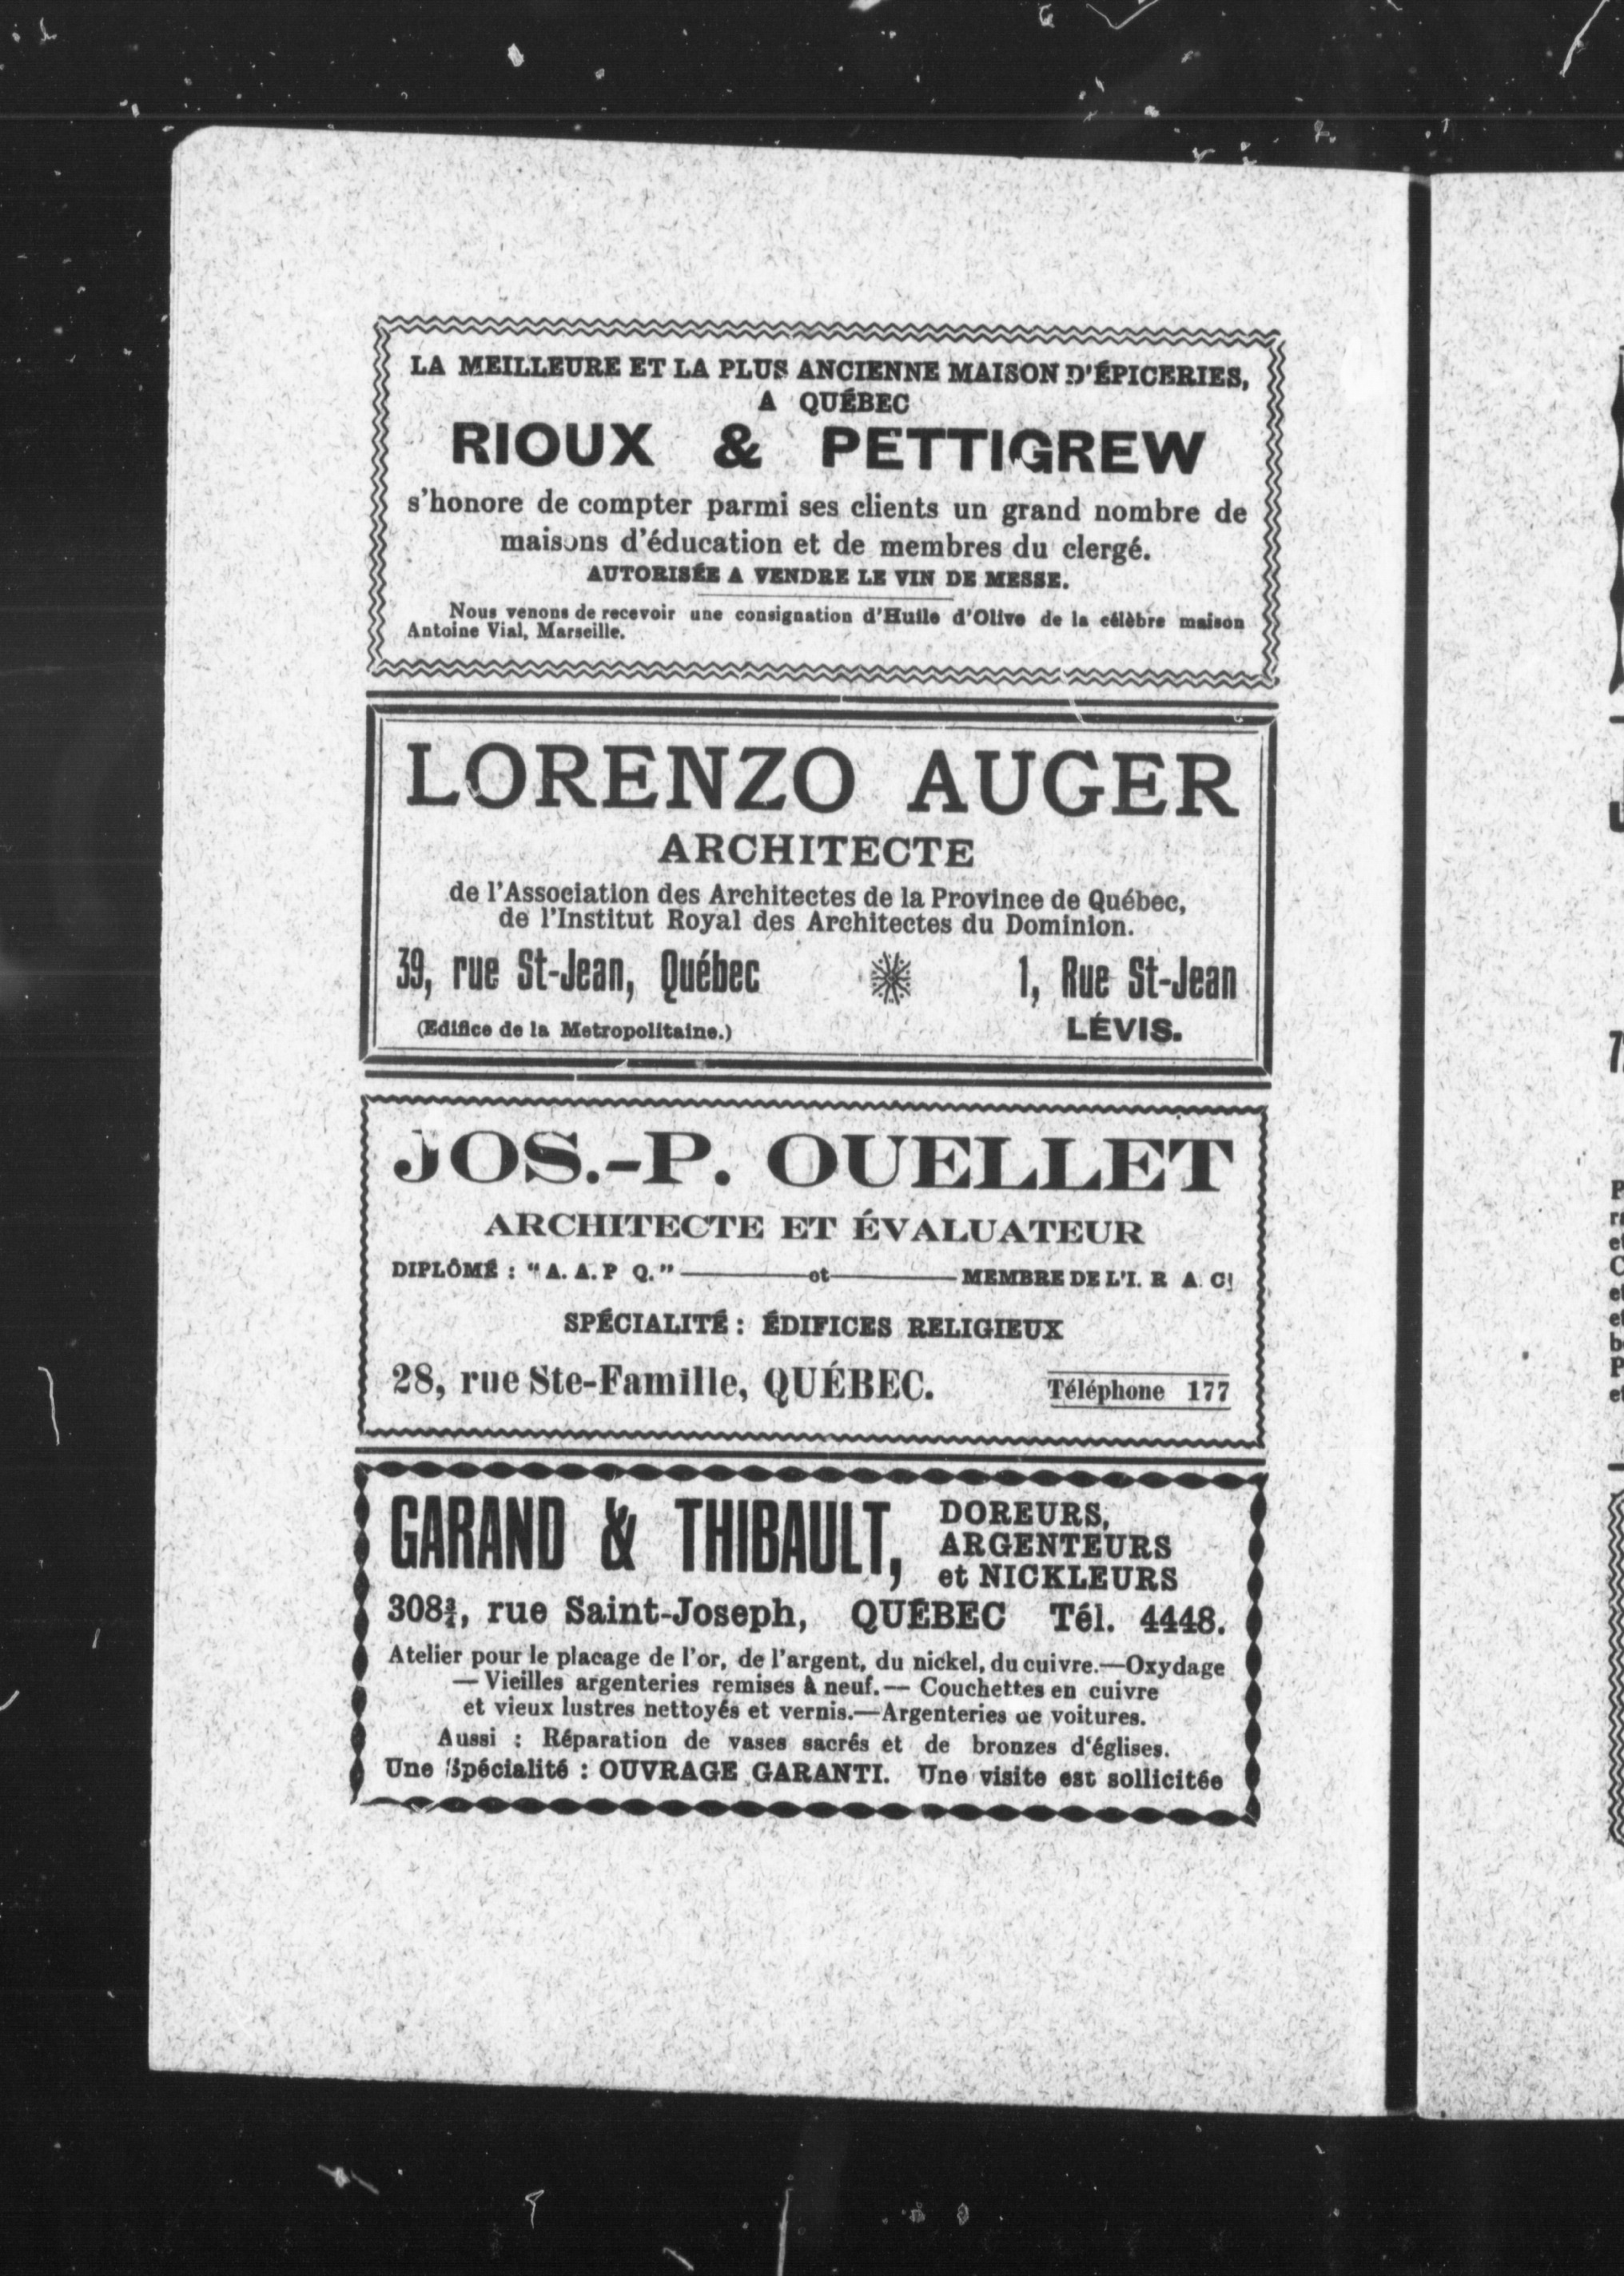 LA MEILLEURE ET LA PLUS ANCIENNE MAISON D'ÉPICERIES,
A QUÉBEC
RIOUX & PETTIGREW
s'honore de compter parmi ses clients un grand nombre de
maisons d'éducation et de membres du clergé.
AUTORISÉE A VENDRE LE VIN DE MESSE.
Nous venons de recevoir une consignation d'Huile d'Olive de la célèbre maison
Antoine Vial, Marseille.
LORENZO AUGER
ARCHITECTE
de l'Association des Architectes de la Province de Québec,
de l'Institut Royal des Architectes du Dominion.
39, rue St-Jean, Québec 1, Rue St-Jean
(Edifice de la Metropolitaine.) LÉVIS.
JOS.-P. OUELLET
ARCHITECTE ET ÉVALUATEUR
DIPLÔMÉ : "A. A. P Q."———et———MEMBRE DE L'I. R A. C.
SPÉCIALITÉ : ÉDIFICES RELIGIEUX
28, rue Ste-Famille, QUÉBEC. Téléphone 177
GARAND & THIBAULT, DOREURS,
ARGENTEURS
et NICKLEURS
308¾, rue Saint-Joseph, QUÉBEC Tél. 4448.
Atelier pour le placage de l'or, de l'argent, du nickel, du cuivre.—Oxydage
— Vieilles argenteries remises à neuf.— Couchettes en cuivre
et vieux lustres nettoyés et vernis.—Argenteries de voitures.
Aussi : Réparation de vases sacrés et de bronzes d'églises.
Une Spécialité : OUVRAGE GARANTI. Une visite est sollicitée